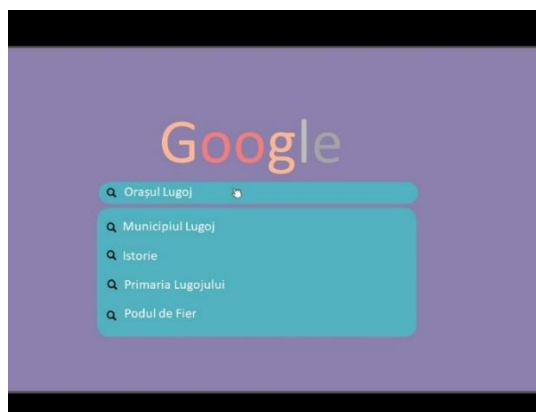 Google
Orașul Lugoj
Municipiul Lugoj
Istorie
Primaria Lugojului
Podul de Fier